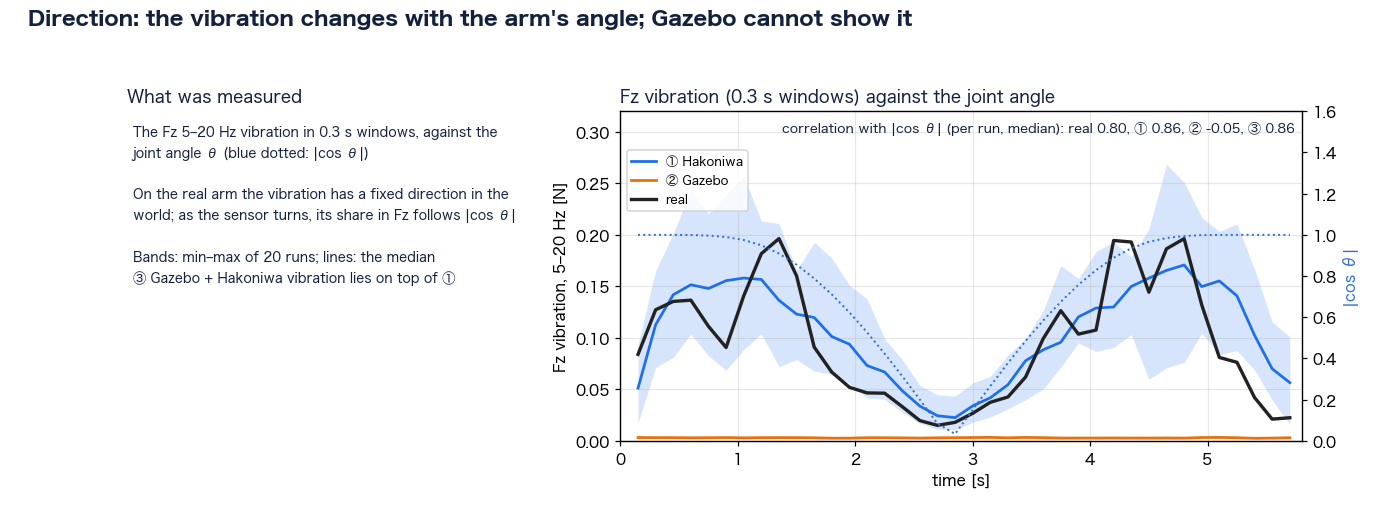 Direction: the vibration changes with the arm's angle; Gazebo cannot show it
What was measured
The Fz 5–20 Hz vibration in 0.3 s windows, against the
joint angle θ (blue dotted: |cos θ|)
On the real arm the vibration has a fixed direction in the
world; as the sensor turns, its share in Fz follows |cos θ|
Bands: min–max of 20 runs; lines: the median
③ Gazebo + Hakoniwa vibration lies on top of ①
Fz vibration (0.3 s windows) against the joint angle
correlation with |cos θ| (per run, median): real 0.80, ① 0.86, ② -0.05, ③ 0.86
① Hakoniwa
② Gazebo
real
Fz vibration, 5–20 Hz [N]
0.30
0.25
0.20
0.15
0.10
0.05
0.00
0
1
2
3
4
5
time [s]
1.6
1.4
1.2
1.0
0.8
0.6
0.4
0.2
0.0
|cos θ|